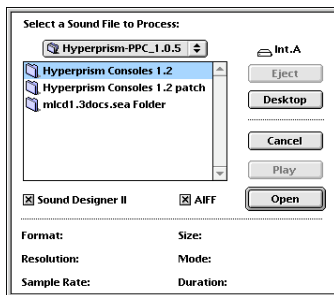 Select a Sound File to Process:
Hyperprism-PPC_1.0.5
Int.A
Hyperprism Consoles 1.2
Hyperprism Consoles 1.2 patch
mlcd1.3docs.sea Folder
Eject
Desktop
Cancel
Play
Open
Sound Designer II
AIFF
Format:
Size:
Resolution:
Mode:
Sample Rate:
Duration: